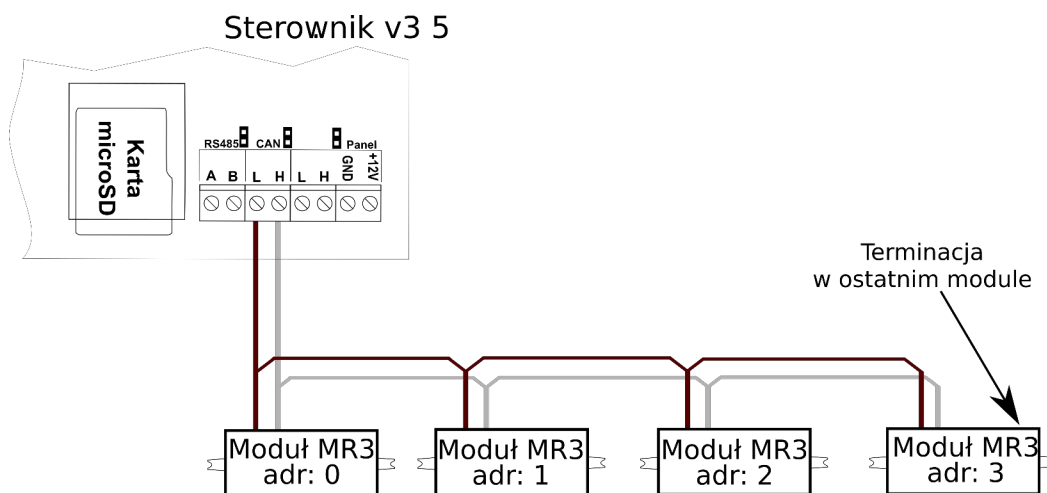 Sterownik v3 5
Karta
microSD
RS485 CAN Panel
A B L H L H GND +12V
Terminacja
w ostatnim module
Moduł MR3
adr: 0
Moduł MR3
adr: 1
Moduł MR3
adr: 2
Moduł MR3
adr: 3